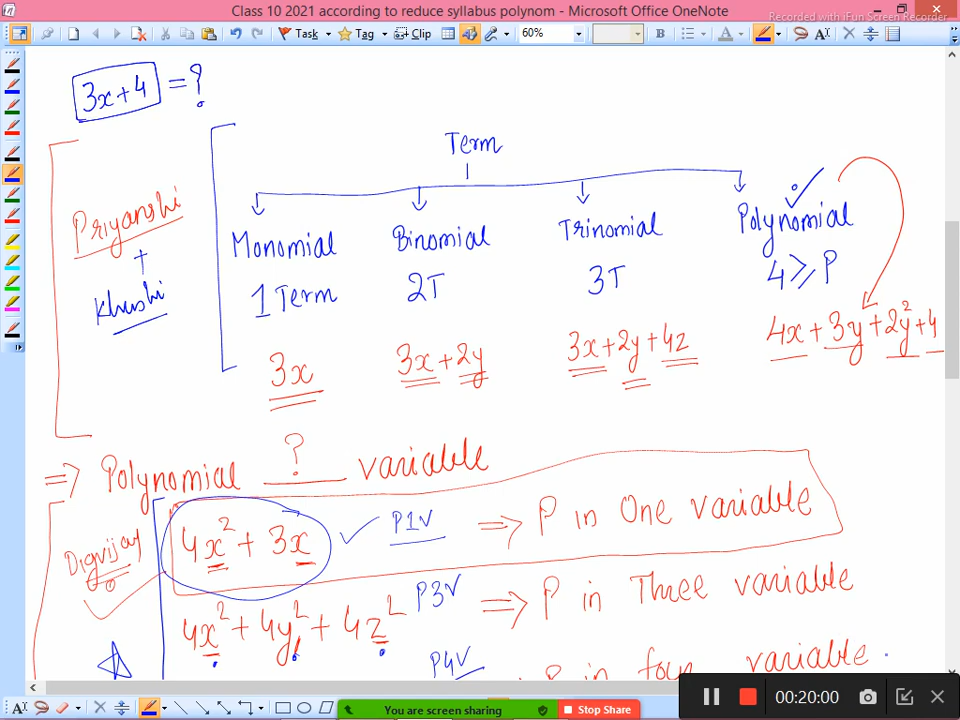 Class 10 2021 according to reduce syllabus polynom - Microsoft Office OneNote
Recorded with iFun Screen Recorder
Task Tag Clip 60% B A
3x+4 = ?
Term
Monomial Binomial Trinomial Polynomial
1 Term 2T 3T 4 ≥ P
3x 3x+2y 3x+2y+4z 4x+3y+2y²+4
Priyanshi
+
Khushi
⇒ Polynomial ? variable
Digvijay
4x²+3x ✓ P1V ⇒ P in One variable
4x²+4y²+4z² P3V ⇒ P in Three variable
P4V P in four variable
00:20:00
You are screen sharing Stop Share